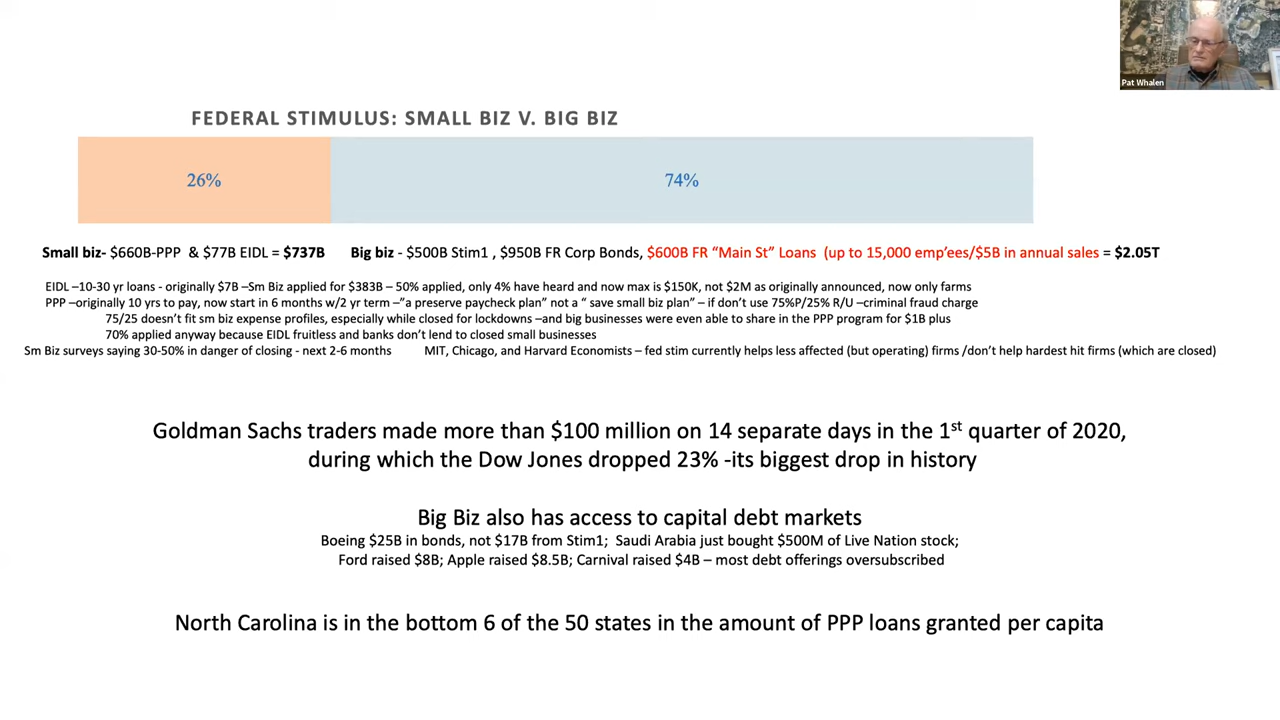 Pat Whalen
FEDERAL STIMULUS: SMALL BIZ V. BIG BIZ
26%
74%
Small biz- $660B-PPP & $77B EIDL = $737B
Big biz - $500B Stim1 , $950B FR Corp Bonds, $600B FR “Main St” Loans (up to 15,000 emp’ees/$5B in annual sales = $2.05T
EIDL –10-30 yr loans - originally $7B –Sm Biz applied for $383B – 50% applied, only 4% have heard and now max is $150K, not $2M as originally announced, now only farms
PPP –originally 10 yrs to pay, now start in 6 months w/2 yr term –”a preserve paycheck plan” not a “ save small biz plan” – if don’t use 75%P/25% R/U –criminal fraud charge
75/25 doesn’t fit sm biz expense profiles, especially while closed for lockdowns –and big businesses were even able to share in the PPP program for $1B plus
70% applied anyway because EIDL fruitless and banks don’t lend to closed small businesses
Sm Biz surveys saying 30-50% in danger of closing - next 2-6 months
MIT, Chicago, and Harvard Economists – fed stim currently helps less affected (but operating) firms /don’t help hardest hit firms (which are closed)
Goldman Sachs traders made more than $100 million on 14 separate days in the 1st quarter of 2020,
during which the Dow Jones dropped 23% -its biggest drop in history
Big Biz also has access to capital debt markets
Boeing $25B in bonds, not $17B from Stim1; Saudi Arabia just bought $500M of Live Nation stock;
Ford raised $8B; Apple raised $8.5B; Carnival raised $4B – most debt offerings oversubscribed
North Carolina is in the bottom 6 of the 50 states in the amount of PPP loans granted per capita